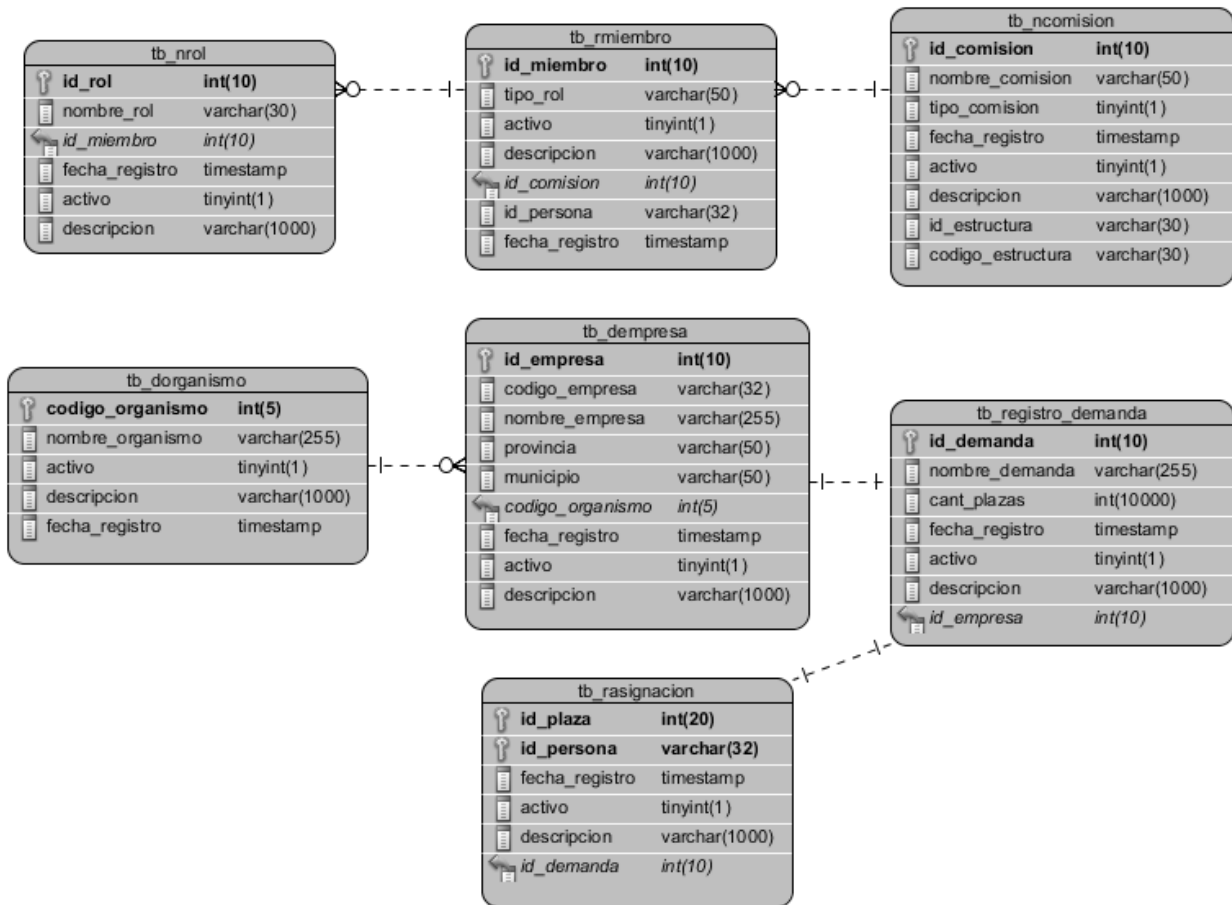 tb_nrol
id_rol int(10)
nombre_rol varchar(30)
id_miembro int(10)
fecha_registro timestamp
activo tinyint(1)
descripcion varchar(1000)
tb_rmiembro
id_miembro int(10)
tipo_rol varchar(50)
activo tinyint(1)
descripcion varchar(1000)
id_comision int(10)
id_persona varchar(32)
fecha_registro timestamp
tb_ncomision
id_comision int(10)
nombre_comision varchar(50)
tipo_comision tinyint(1)
fecha_registro timestamp
activo tinyint(1)
descripcion varchar(1000)
id_estructura varchar(30)
codigo_estructura varchar(30)
tb_dorganismo
codigo_organismo int(5)
nombre_organismo varchar(255)
activo tinyint(1)
descripcion varchar(1000)
fecha_registro timestamp
tb_dempresa
id_empresa int(10)
codigo_empresa varchar(32)
nombre_empresa varchar(255)
provincia varchar(50)
municipio varchar(50)
codigo_organismo int(5)
fecha_registro timestamp
activo tinyint(1)
descripcion varchar(1000)
tb_registro_demanda
id_demanda int(10)
nombre_demanda varchar(255)
cant_plazas int(10000)
fecha_registro timestamp
activo tinyint(1)
descripcion varchar(1000)
id_empresa int(10)
tb_rasignacion
id_plaza int(20)
id_persona varchar(32)
fecha_registro timestamp
activo tinyint(1)
descripcion varchar(1000)
id_demanda int(10)